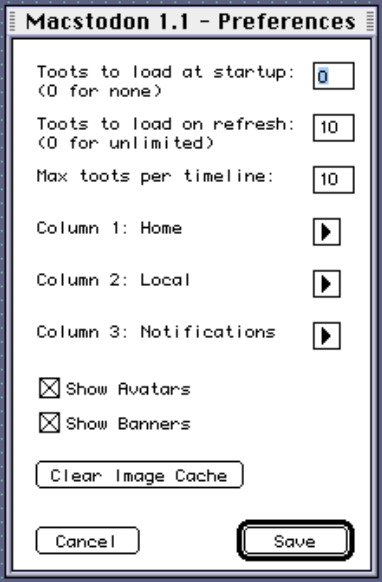 Macstodon 1.1 - Preferences
Toots to load at startup: 0
(0 for none)
Toots to load on refresh: 10
(0 for unlimited)
Max toots per timeline: 10
Column 1: Home
Column 2: Local
Column 3: Notifications
Show Avatars
Show Banners
Clear Image Cache
Cancel Save